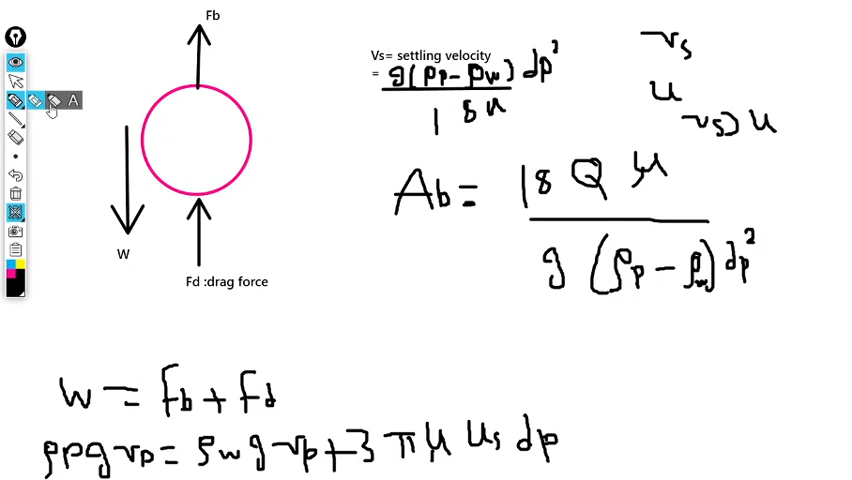 Fb
Vs= settling velocity
= g(ρp-ρw)dp²
18μ
vs
u
vs > u
A
Ab = 18 Q μ
g (ρp - ρw) dp²
W
Fd :drag force
W = Fb + Fd
ρp g vp = ρw g vp + 3 π μ us dp